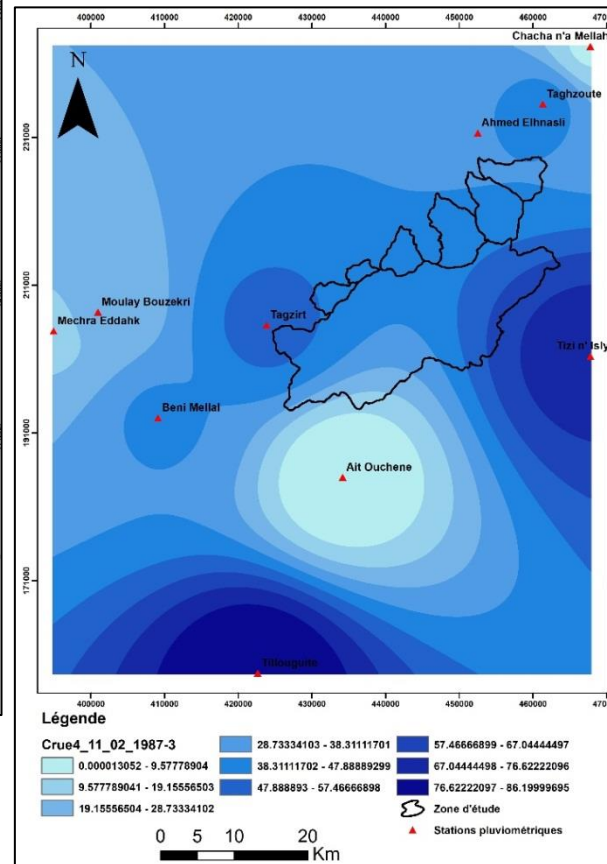 400000 410000 420000 430000 440000 450000 460000
Chacha n'a Mellah
N
Taghzoute
Ahmed Elhnasli
231000
231000
211000
211000
Moulay Bouzekri
Mechra Eddahk
Tagzirt
Tizi n' Isly
Beni Mellal
191000
191000
Ait Ouchene
171000
171000
Tillouguite
400000 410000 420000 430000 440000 450000 460000
Légende
Crue4_11_02_1987-3
0.000013052 - 9.57778904
9.577789041 - 19.15556503
19.15556504 - 28.73334102
28.73334103 - 38.31111701
38.31111702 - 47.88889299
47.888893 - 57.46666898
57.46666899 - 67.04444497
67.04444498 - 76.62222096
76.62222097 - 86.19999695
Zone d'étude
Stations pluviométriques
0 5 10 20
Km